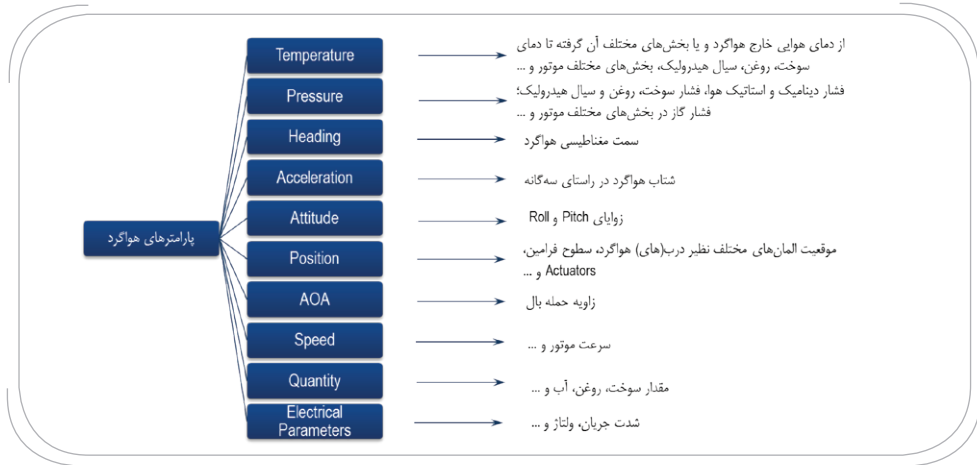 پارامترهای هواگرد
Temperature
از دمای هوایی خارج هواگرد و یا بخش‌های مختلف آن گرفته تا دمای
سوخت، روغن، سیال هیدرولیک، بخش‌های مختلف موتور و ...
Pressure
فشار دینامیک و استاتیک هوا، فشار سوخت، روغن و سیال هیدرولیک؛
فشار گاز در بخش‌های مختلف موتور و ...
Heading
سمت مغناطیسی هواگرد
Acceleration
شتاب هواگرد در راستای سه‌گانه
Attitude
زوایای Pitch و Roll
Position
موقعیت المان‌های مختلف نظیر درب(های) هواگرد، سطوح فرامین،
Actuators و ...
AOA
زاویه حمله بال
Speed
سرعت موتور و ...
Quantity
مقدار سوخت، روغن، آب و ...
Electrical
Parameters
شدت جریان، ولتاژ و ...